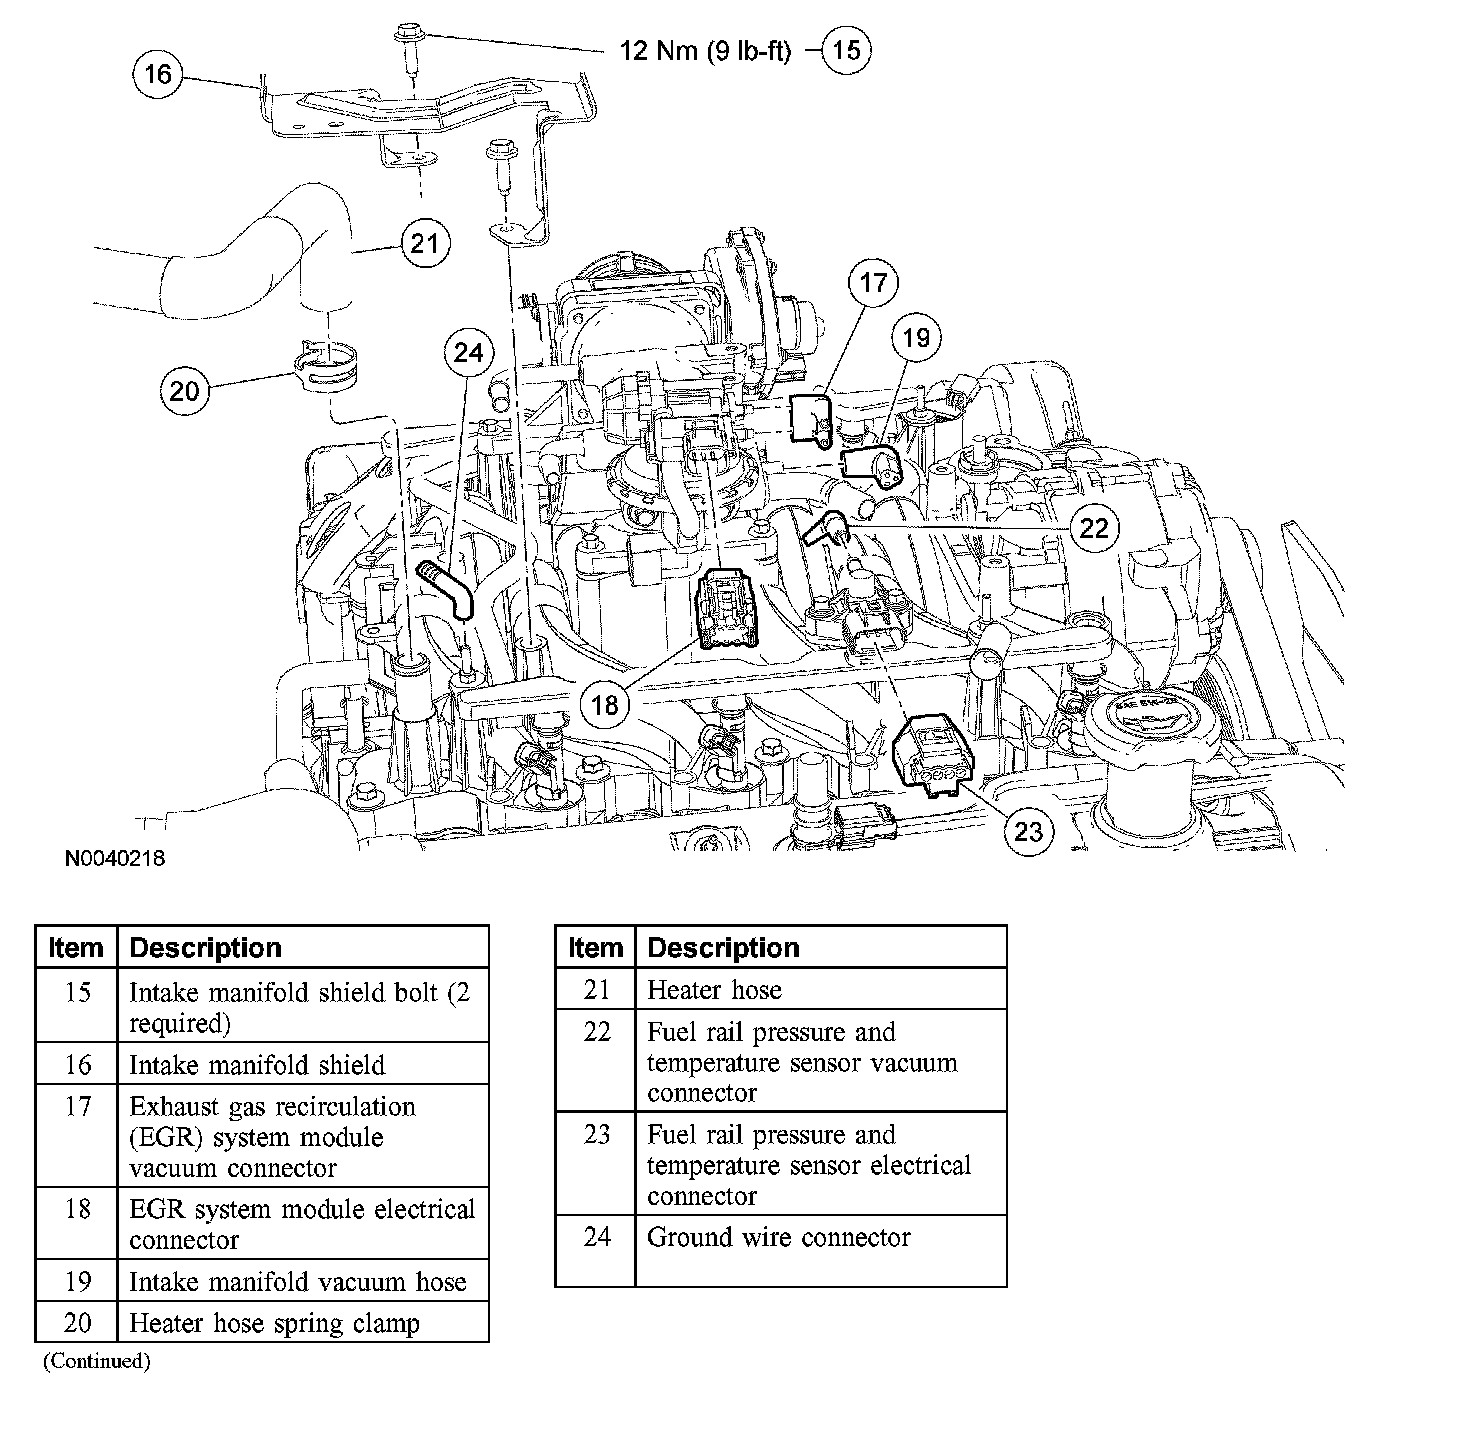 12 Nm (9 lb-ft)
15
16
21
17
24
19
20
22
18
23
N0040218
Item Description
15 Intake manifold shield bolt (2
required)
16 Intake manifold shield
17 Exhaust gas recirculation
(EGR) system module
vacuum connector
18 EGR system module electrical
connector
19 Intake manifold vacuum hose
20 Heater hose spring clamp
(Continued)
Item Description
21 Heater hose
22 Fuel rail pressure and
temperature sensor vacuum
connector
23 Fuel rail pressure and
temperature sensor electrical
connector
24 Ground wire connector